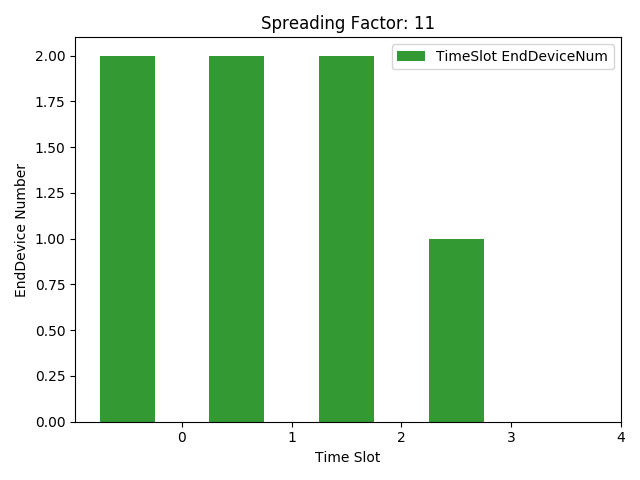 Spreading Factor: 11
TimeSlot EndDeviceNum
EndDevice Number
2.00
1.75
1.50
1.25
1.00
0.75
0.50
0.25
0.00
0 1 2 3 4
Time Slot